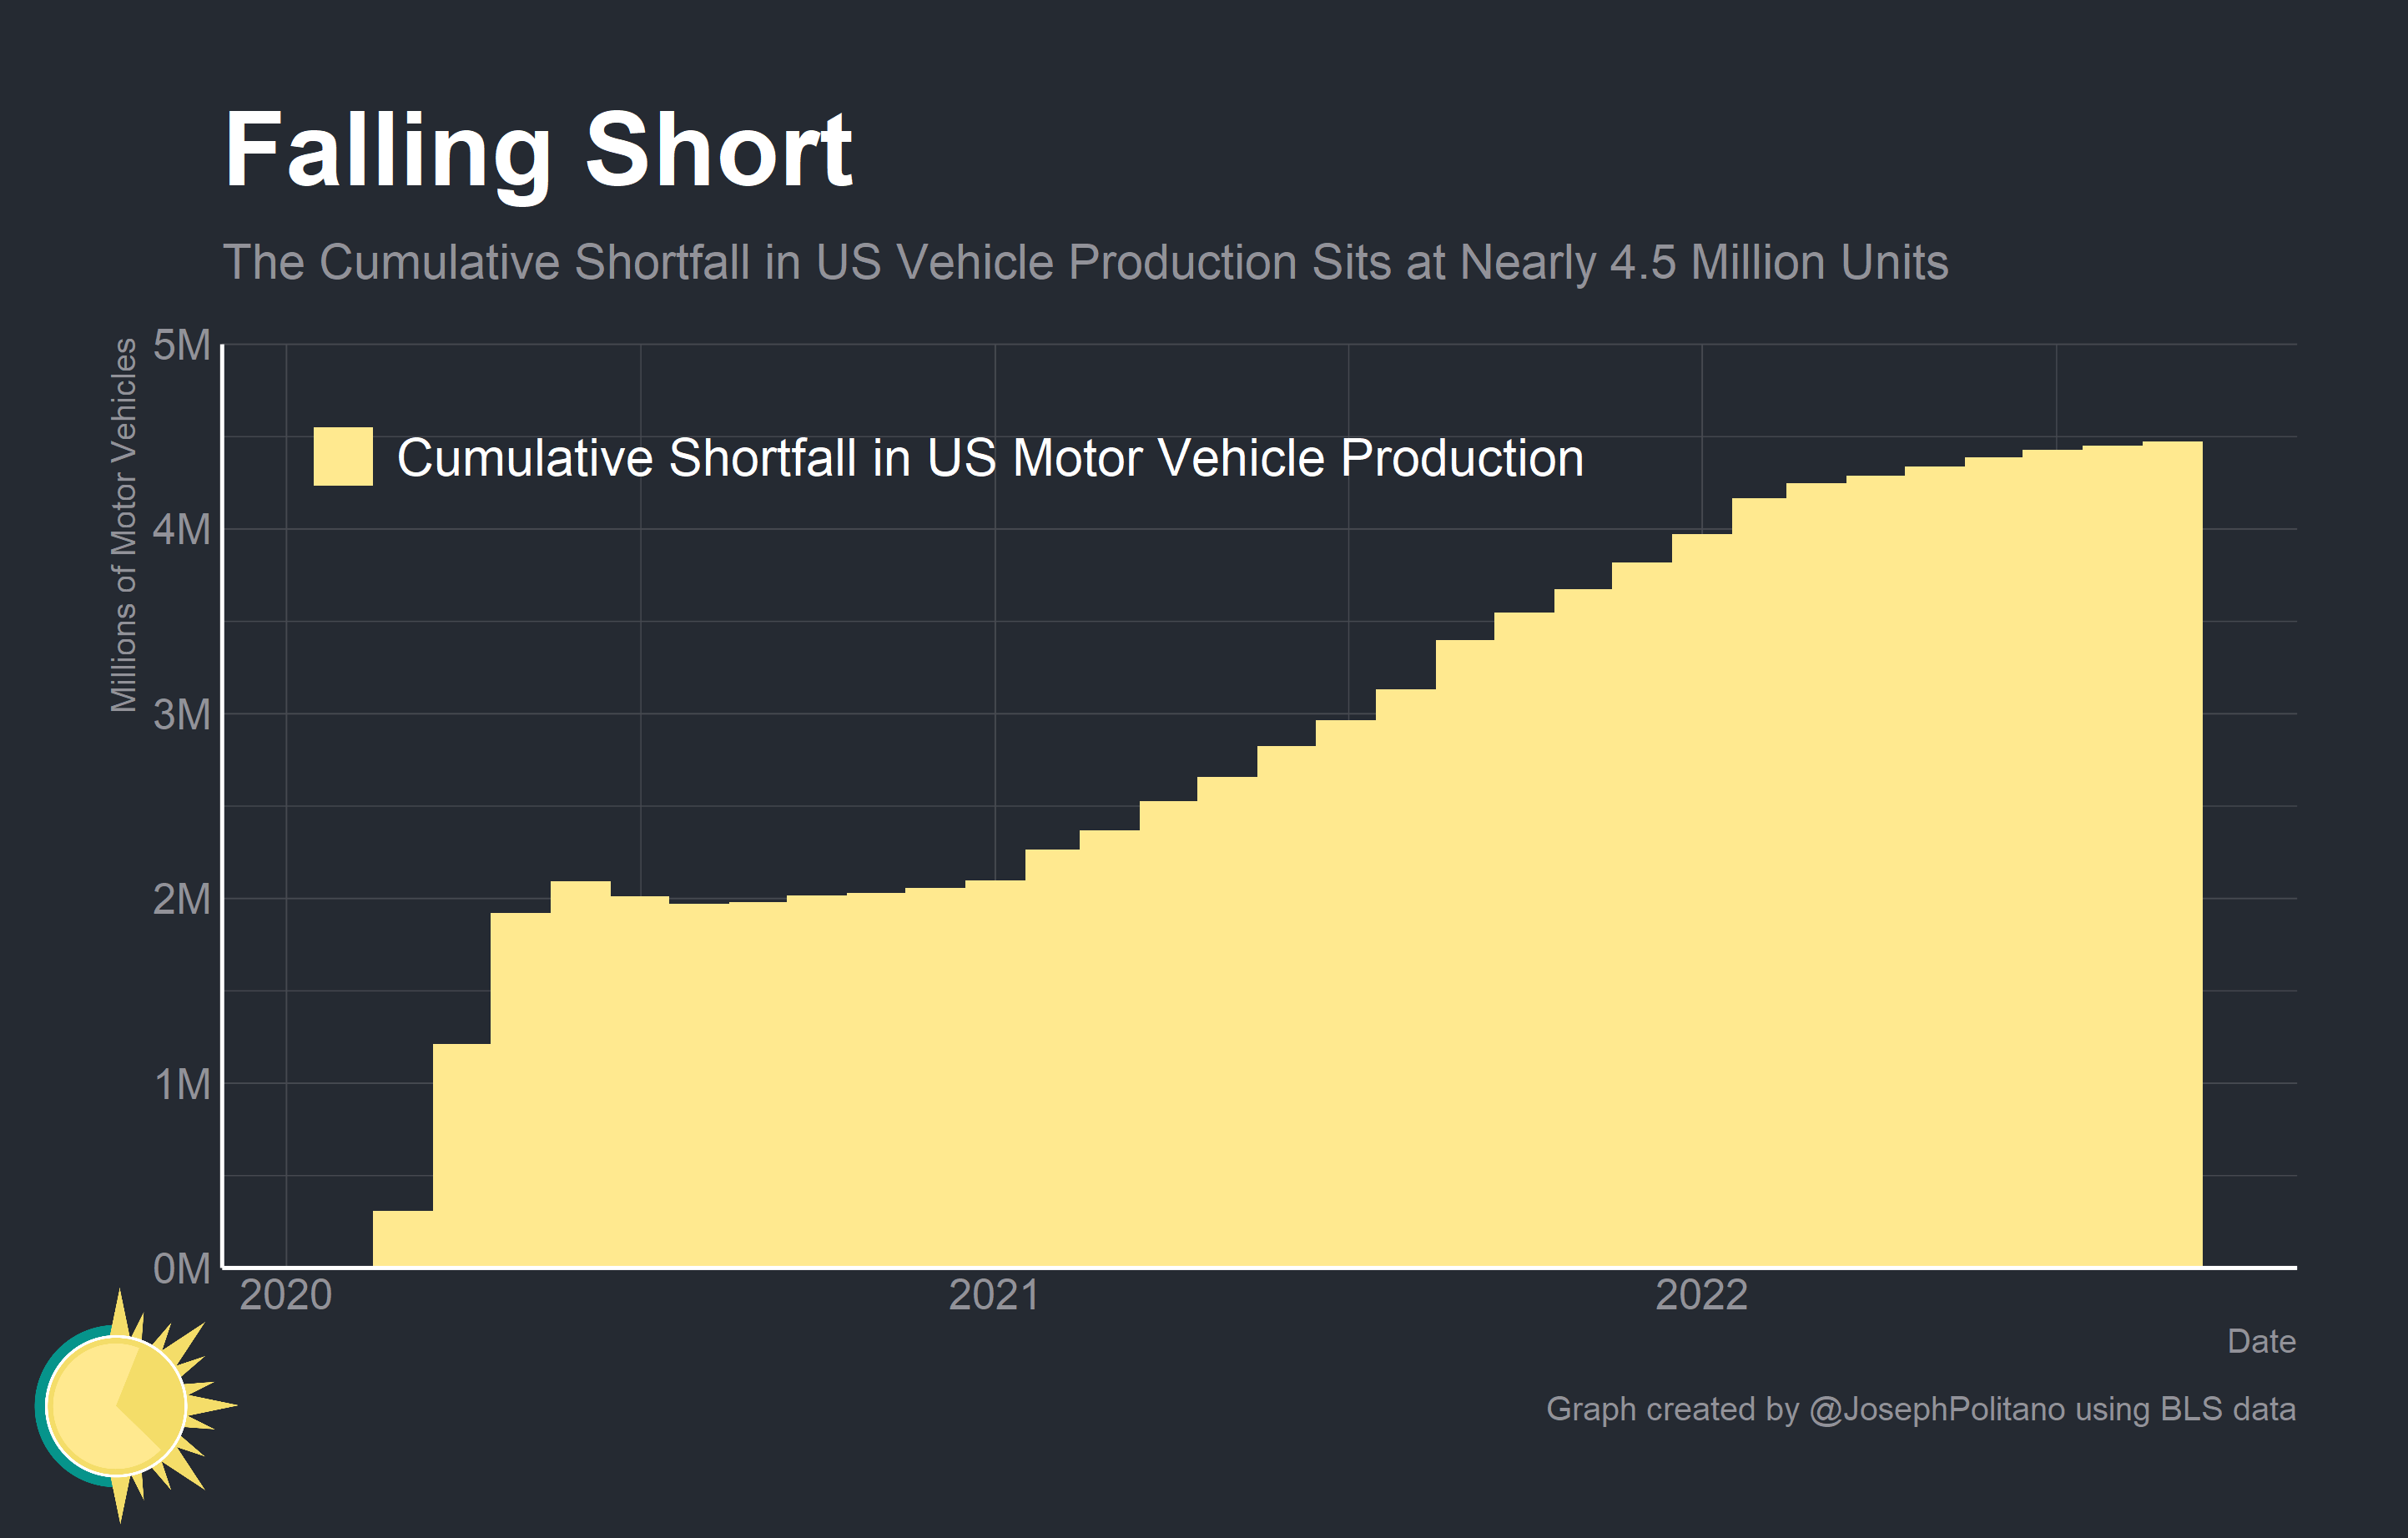 Falling Short
The Cumulative Shortfall in US Vehicle Production Sits at Nearly 4.5 Million Units
Millions of Motor Vehicles
5M
4M
3M
2M
1M
0M
Cumulative Shortfall in US Motor Vehicle Production
2020
2021
2022
Date
Graph created by @JosephPolitano using BLS data